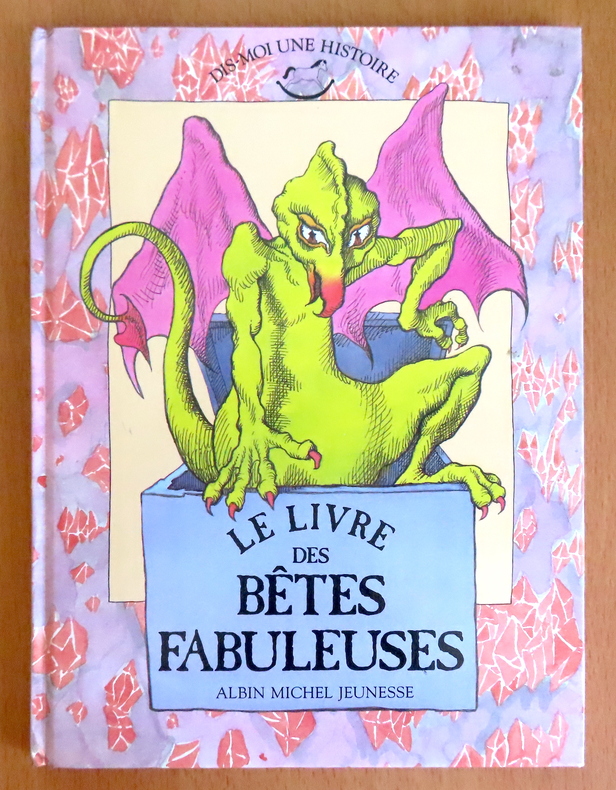 DIS-MOI UNE HISTOIRE
LE LIVRE
DES
BÊTES
FABULEUSES
ALBIN MICHEL JEUNESSE